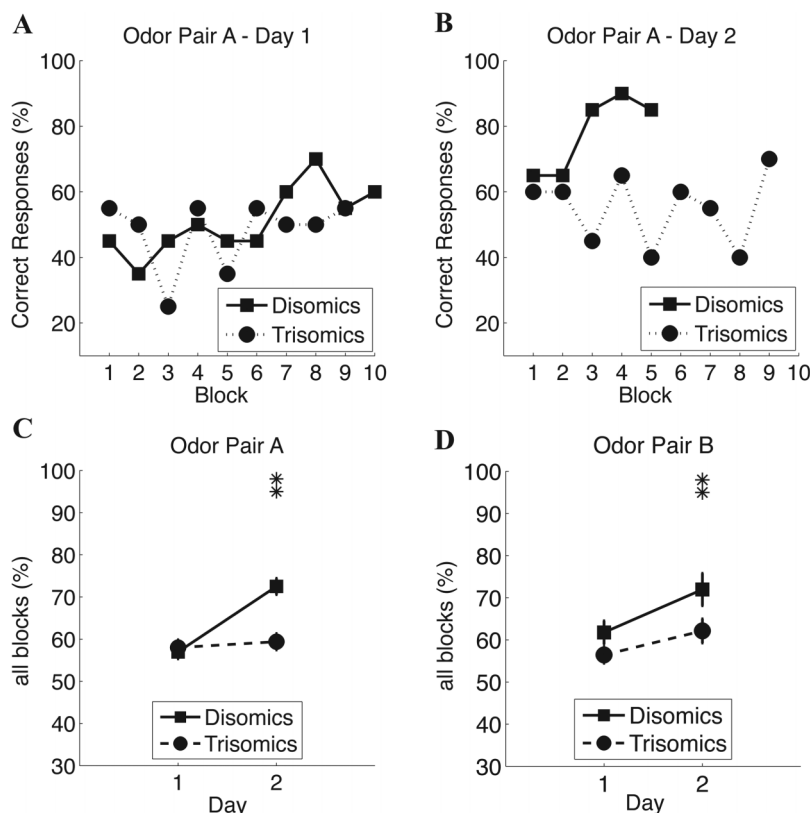 A
Odor Pair A - Day 1
Correct Responses (%)
100
80
60
40
20
1 2 3 4 5 6 7 8 9 10
Block
Disomics
Trisomics
B
Odor Pair A - Day 2
Correct Responses (%)
100
80
60
40
20
1 2 3 4 5 6 7 8 9 10
Block
Disomics
Trisomics
C
Odor Pair A
all blocks (%)
100
90
80
70
60
50
40
30
1 2
Day
Disomics
Trisomics
**
D
Odor Pair B
all blocks (%)
100
90
80
70
60
50
40
30
1 2
Day
Disomics
Trisomics
**